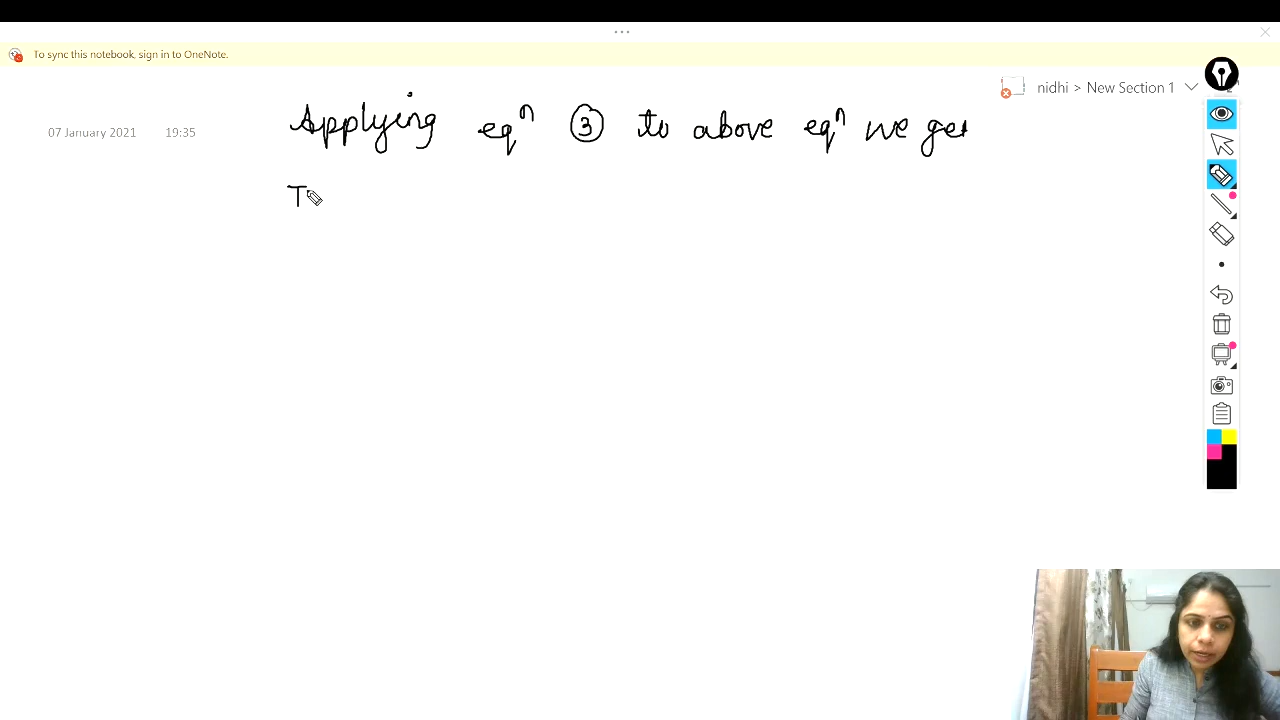 To sync this notebook, sign in to OneNote.
nidhi > New Section 1
07 January 2021 19:35
Applying eqⁿ ③ to above eqⁿ we get
T